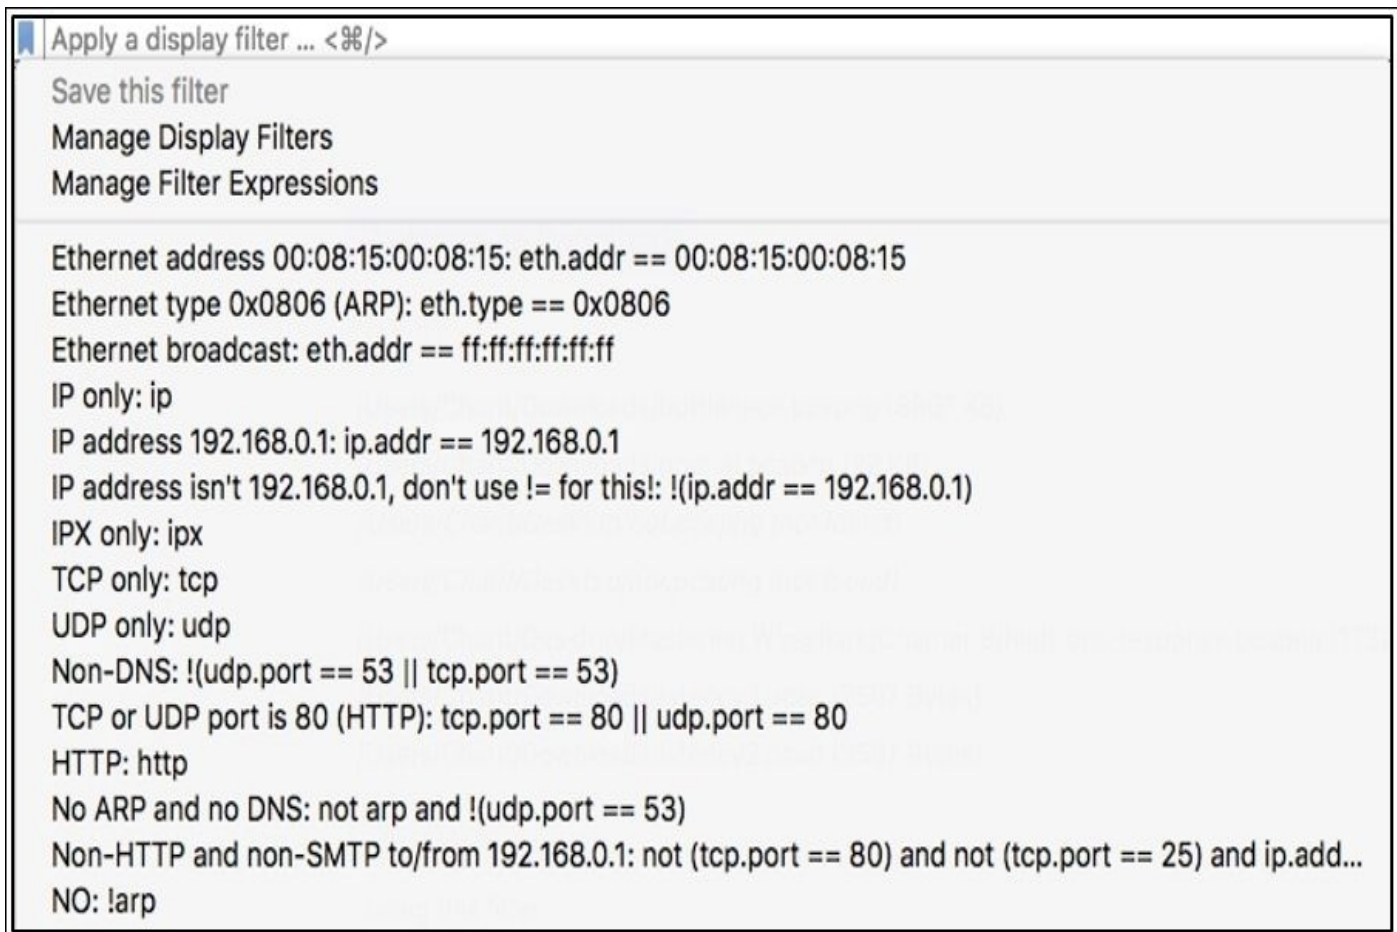 Apply a display filter ... <⌘/>
Save this filter
Manage Display Filters
Manage Filter Expressions
Ethernet address 00:08:15:00:08:15: eth.addr == 00:08:15:00:08:15
Ethernet type 0x0806 (ARP): eth.type == 0x0806
Ethernet broadcast: eth.addr == ff:ff:ff:ff:ff:ff
IP only: ip
IP address 192.168.0.1: ip.addr == 192.168.0.1
IP address isn't 192.168.0.1, don't use != for this!: !(ip.addr == 192.168.0.1)
IPX only: ipx
TCP only: tcp
UDP only: udp
Non-DNS: !(udp.port == 53 || tcp.port == 53)
TCP or UDP port is 80 (HTTP): tcp.port == 80 || udp.port == 80
HTTP: http
No ARP and no DNS: not arp and !(udp.port == 53)
Non-HTTP and non-SMTP to/from 192.168.0.1: not (tcp.port == 80) and not (tcp.port == 25) and ip.add...
NO: !arp